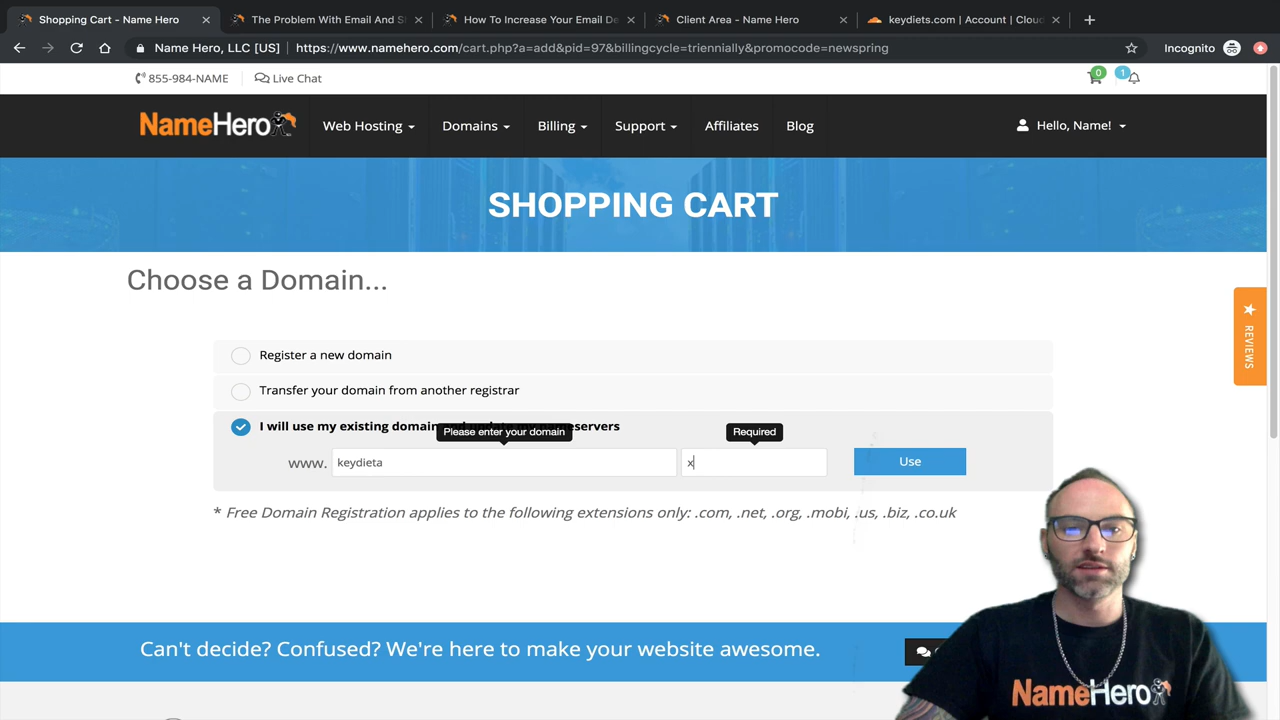 Shopping Cart - Name Hero
The Problem With Email And S
How To Increase Your Email De
Client Area - Name Hero
keydiets.com | Account | Clou
Name Hero, LLC [US] | https://www.namehero.com/cart.php?a=add&pid=97&billingcycle=triennially&promocode=newspring
Incognito
855-984-NAME
Live Chat
0
1
NameHero
Web Hosting
Domains
Billing
Support
Affiliates
Blog
Hello, Name!
SHOPPING CART
Choose a Domain...
REVIEWS
Register a new domain
Transfer your domain from another registrar
I will use my existing domain eservers
Please enter your domain
Required
www.
keydieta
x
Use
* Free Domain Registration applies to the following extensions only: .com, .net, .org, .mobi, .us, .biz, .co.uk
Can't decide? Confused? We're here to make your website awesome.
NameHero